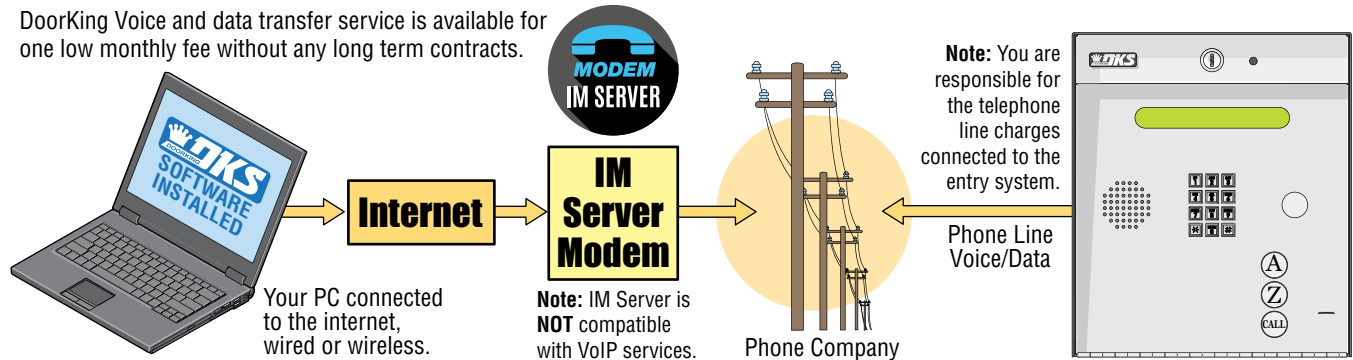 DoorKing Voice and data transfer service is available for
one low monthly fee without any long term contracts.
MODEM
IM SERVER
Note: You are
responsible for
the telephone
line charges
connected to the
entry system.
DKS
DOORKING
DKS
SOFTWARE
INSTALLED
Internet
IM
Server
Modem
Phone Line
Voice/Data
A
Z
CALL
Your PC connected
to the internet,
wired or wireless.
Note: IM Server is
NOT compatible
with VoIP services.
Phone Company